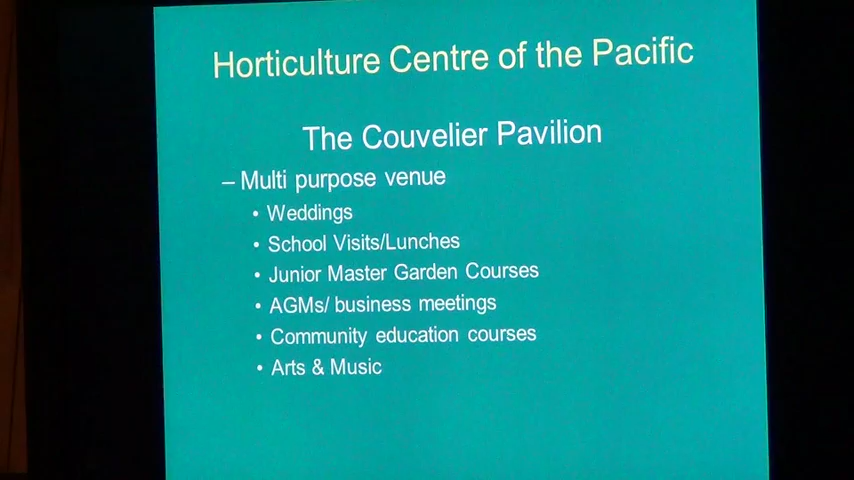 Horticulture Centre of the Pacific
The Couvelier Pavilion
– Multi purpose venue
• Weddings
• School Visits/Lunches
• Junior Master Garden Courses
• AGMs/ business meetings
• Community education courses
• Arts & Music